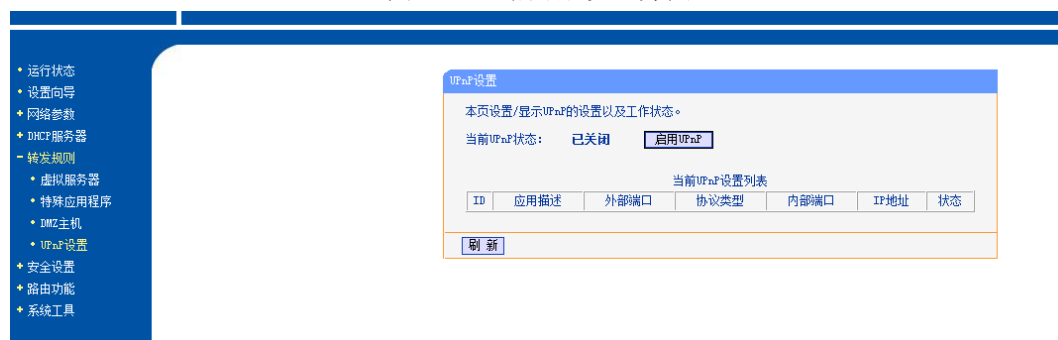 运行状态
设置向导
网络参数
DHCP服务器
转发规则
虚拟服务器
特殊应用程序
DMZ主机
UPnP设置
安全设置
路由功能
系统工具
UPnP设置
本页设置/显示UPnP的设置以及工作状态。
当前UPnP状态： 已关闭 启用UPnP
当前UPnP设置列表
ID 应用描述 外部端口 协议类型 内部端口 IP地址 状态
刷 新